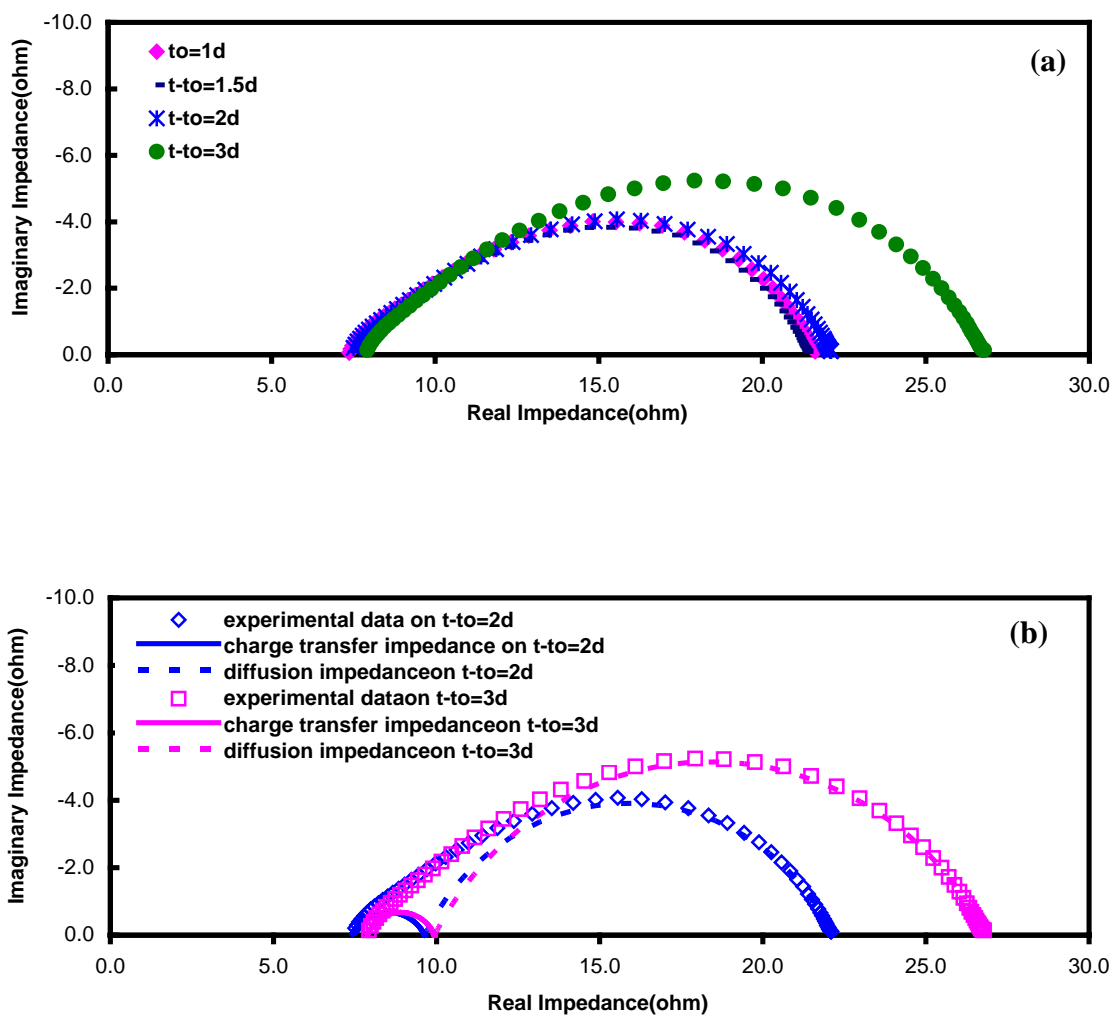 -10.0
(a)
to=1d
-8.0
t-to=1.5d
t-to=2d
-6.0
t-to=3d
-4.0
-2.0
0.0
Imaginary Impedance(ohm)
0.0 5.0 10.0 15.0 20.0 25.0 30.0
Real Impedance(ohm)
-10.0
experimental data on t-to=2d
(b)
charge transfer impedance on t-to=2d
-8.0
diffusion impedanceon t-to=2d
experimental dataon t-to=3d
charge transfer impedanceon t-to=3d
-6.0
diffusion impedanceon t-to=3d
-4.0
-2.0
0.0
Imaginary Impedance(ohm)
0.0 5.0 10.0 15.0 20.0 25.0 30.0
Real Impedance(ohm)